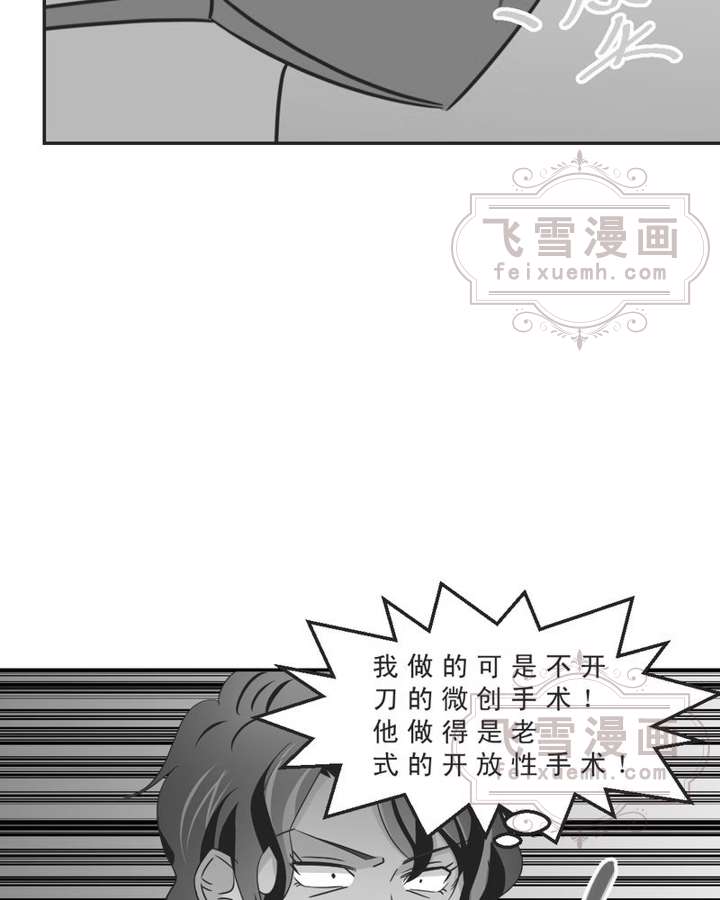 飞雪漫画
feixuemh.com
我做的可是不开
刀的微创手术！
他做得是老
式的开放性手术！